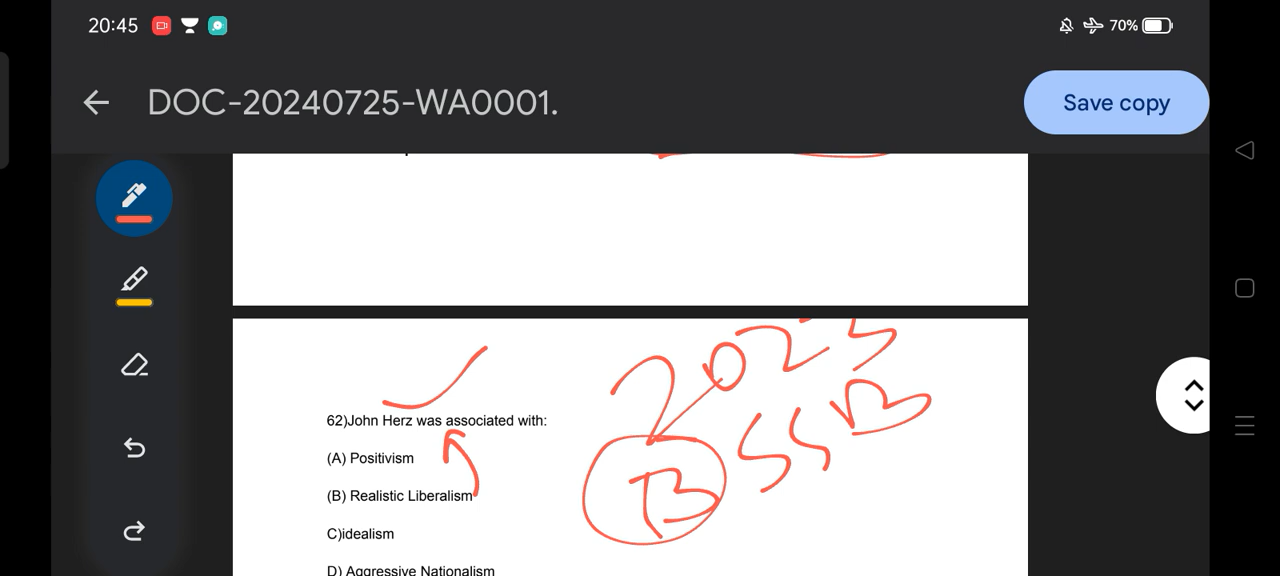 20:45
70%
DOC-20240725-WA0001.
Save copy
2023
SSB
B
62)John Herz was associated with:
(A) Positivism
(B) Realistic Liberalism
C)idealism
D) Aggressive Nationalism